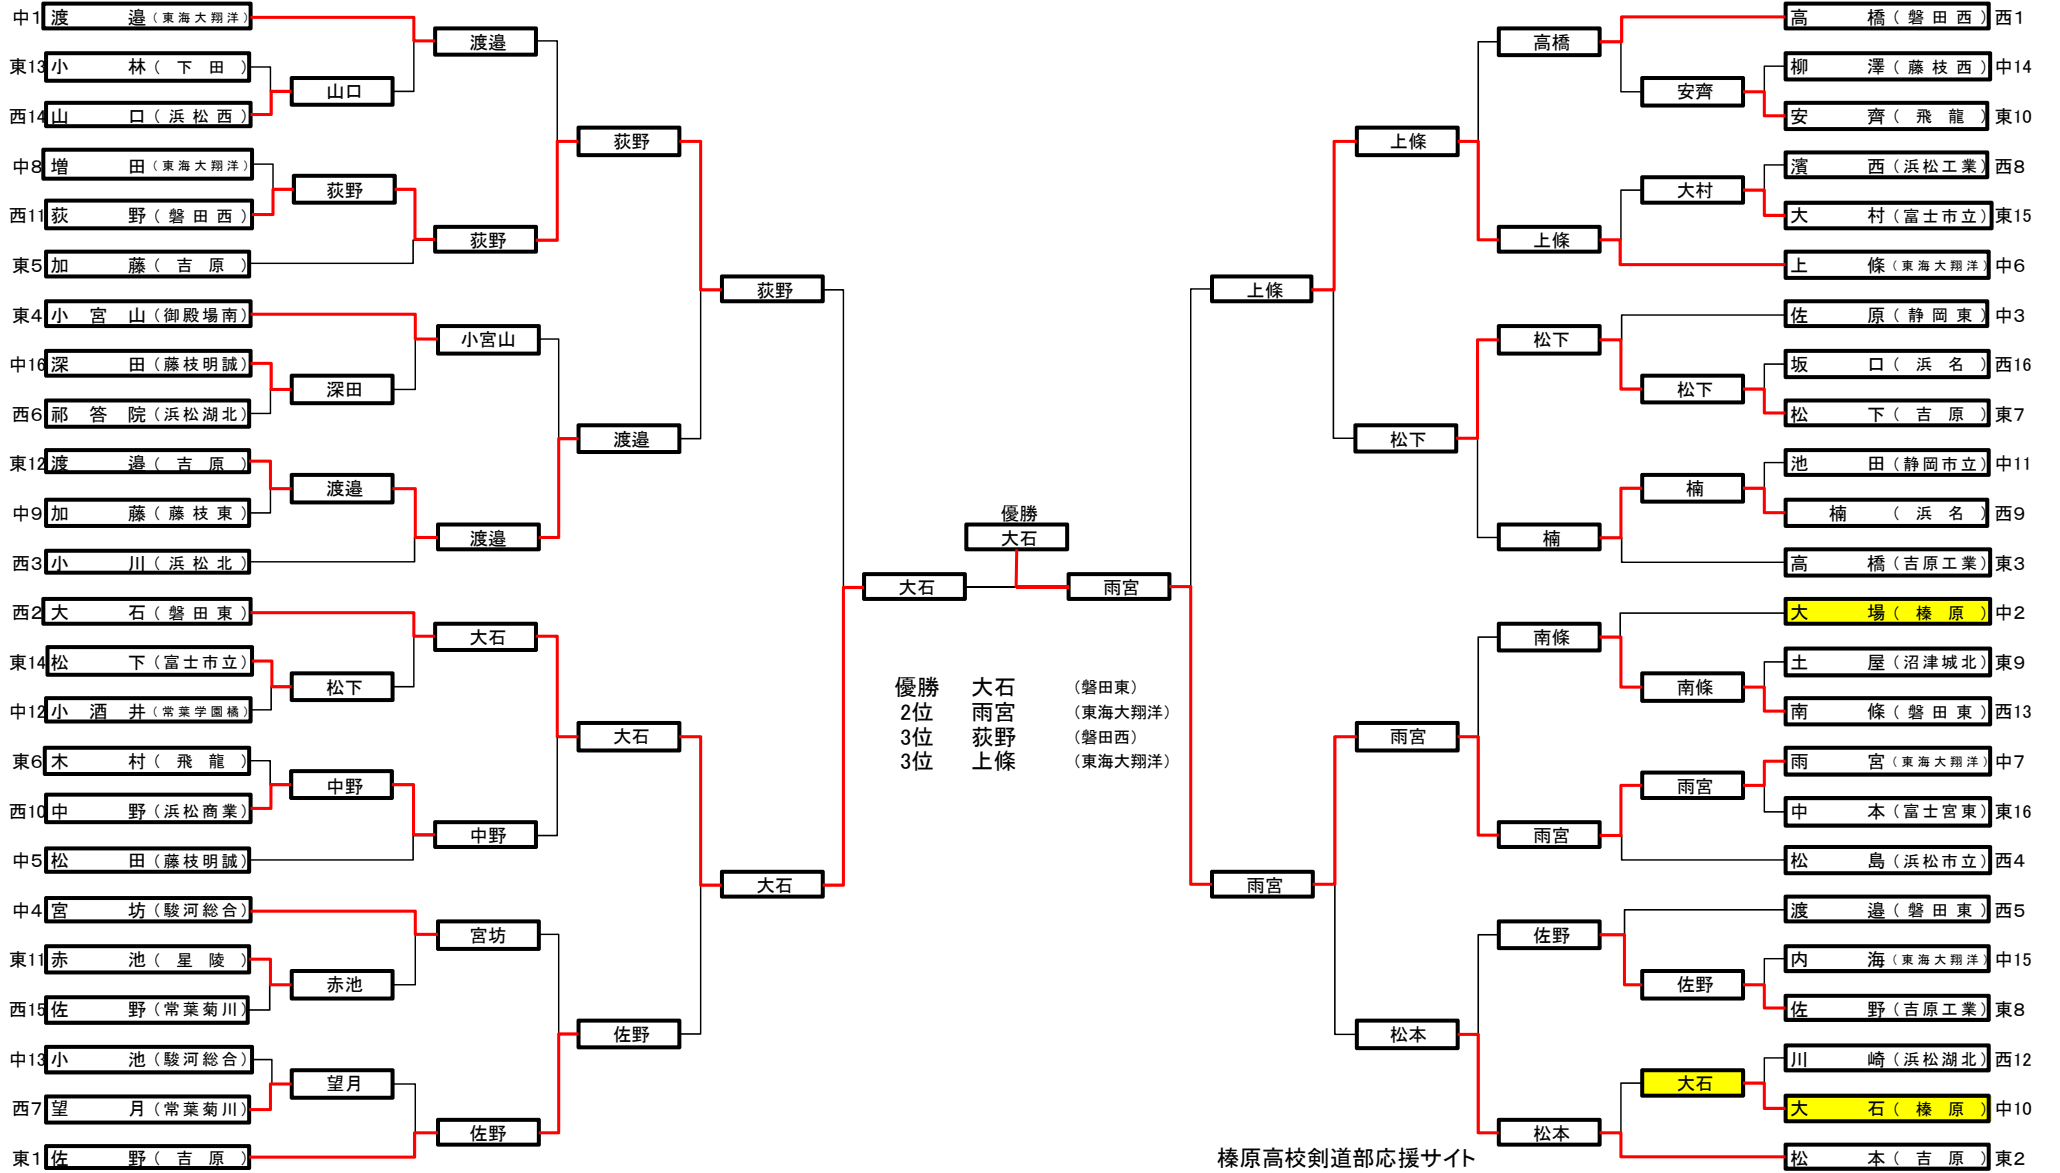 中1 渡邉(東海大翔洋)
東13 小林(下田)
西14 山口(浜松西)
中8 増田(東海大翔洋)
西11 荻野(磐田西)
東5 加藤(吉原)
東4 小宮山(御殿場南)
中16 深田(藤枝明誠)
西6 祁答院(浜松湖北)
東12 渡邉(吉原)
中9 加藤(藤枝東)
西3 小川(浜松北)
西2 大石(磐田東)
東14 松下(富士市立)
中12 小酒井(常葉学園橘)
東6 木村(飛龍)
西10 中野(浜松商業)
中5 松田(藤枝明誠)
中4 宮坊(駿河総合)
東11 赤池(星陵)
西15 佐野(常葉菊川)
中13 小池(駿河総合)
西7 望月(常葉菊川)
東1 佐野(吉原)
山口
荻野
深田
渡邉
松下
中野
赤池
望月
渡邉
荻野
小宮山
渡邉
大石
中野
宮坊
佐野
荻野
渡邉
大石
佐野
荻野
大石
大石
優勝
大石
雨宮
優勝 大石 (磐田東)
2位 雨宮 (東海大翔洋)
3位 荻野 (磐田西)
3位 上條 (東海大翔洋)
上條
雨宮
上條
松下
雨宮
松本
高橋
上條
松下
楠
南條
雨宮
佐野
松本
安齊
大村
松下
楠
南條
雨宮
佐野
大石
高橋(磐田西) 西1
柳澤(藤枝西) 中14
安齊(飛龍) 東10
濱西(浜松工業) 西8
大村(富士市立) 東15
上條(東海大翔洋) 中6
佐原(静岡東) 中3
坂口(浜名) 西16
松下(吉原) 東7
池田(静岡市立) 中11
楠(浜名) 西9
高橋(吉原工業) 東3
大場(榛原) 中2
土屋(沼津城北) 東9
南條(磐田東) 西13
雨宮(東海大翔洋) 中7
中本(富士宮東) 東16
松島(浜松市立) 西4
渡邉(磐田東) 西5
内海(東海大翔洋) 中15
佐野(吉原工業) 東8
川崎(浜松湖北) 西12
大石(榛原) 中10
松本(吉原) 東2
榛原高校剣道部応援サイト